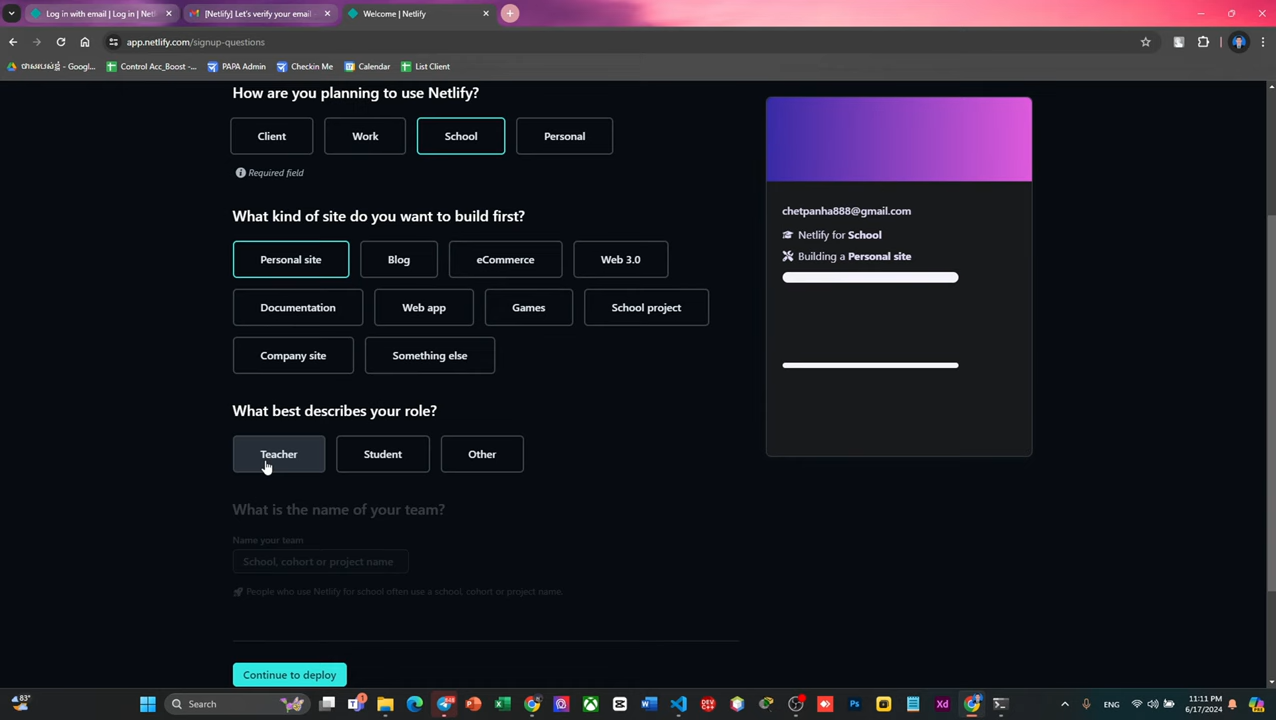 Log in with email | Log in | Netl
[Netlify] Let's verify your email
Welcome | Netlify
app.netlify.com/signup-questions
Control Acc_Boost -...
PAPA Admin
Checkin Me
Calendar
List Client
How are you planning to use Netlify?
Client
Work
School
Personal
Required field
What kind of site do you want to build first?
Personal site
Blog
eCommerce
Web 3.0
Documentation
Web app
Games
School project
Company site
Something else
What best describes your role?
Teacher
Student
Other
What is the name of your team?
Name your team
School, cohort or project name
People who use Netlify for school often use a school, cohort or project name.
Continue to deploy
chetpanha888@gmail.com
Netlify for School
Building a Personal site
83°
Search
ENG
11:11 PM
6/17/2024